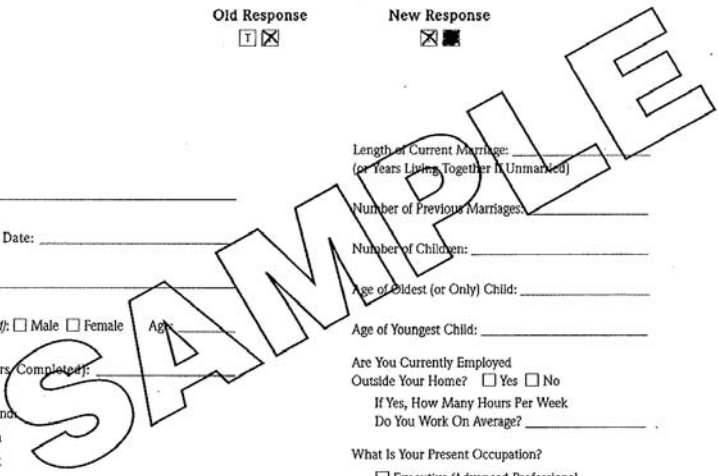 Old Response New Response
T
SAMPLE
Length of Current Marriage:
(or Years Living Together If Unmarried)
Number of Previous Marriages:
Date:
Number of Children:
Age of Oldest (or Only) Child:
Male Female Age:
Age of Youngest Child:
Completed):
Are You Currently Employed
Outside Your Home? Yes No
If Yes, How Many Hours Per Week
Do You Work On Average?
What Is Your Present Occupation?